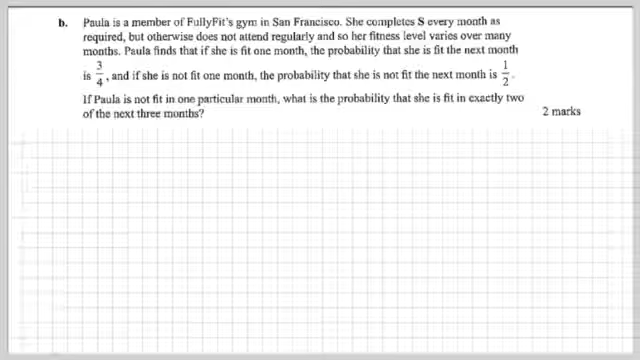 b. Paula is a member of FullyFit's gym in San Francisco. She completes S every month as
required, but otherwise does not attend regularly and so her fitness level varies over many
months. Paula finds that if she is fit one month, the probability that she is fit the next month
is 3/4, and if she is not fit one month, the probability that she is not fit the next month is 1/2.
If Paula is not fit in one particular month, what is the probability that she is fit in exactly two
of the next three months? 2 marks